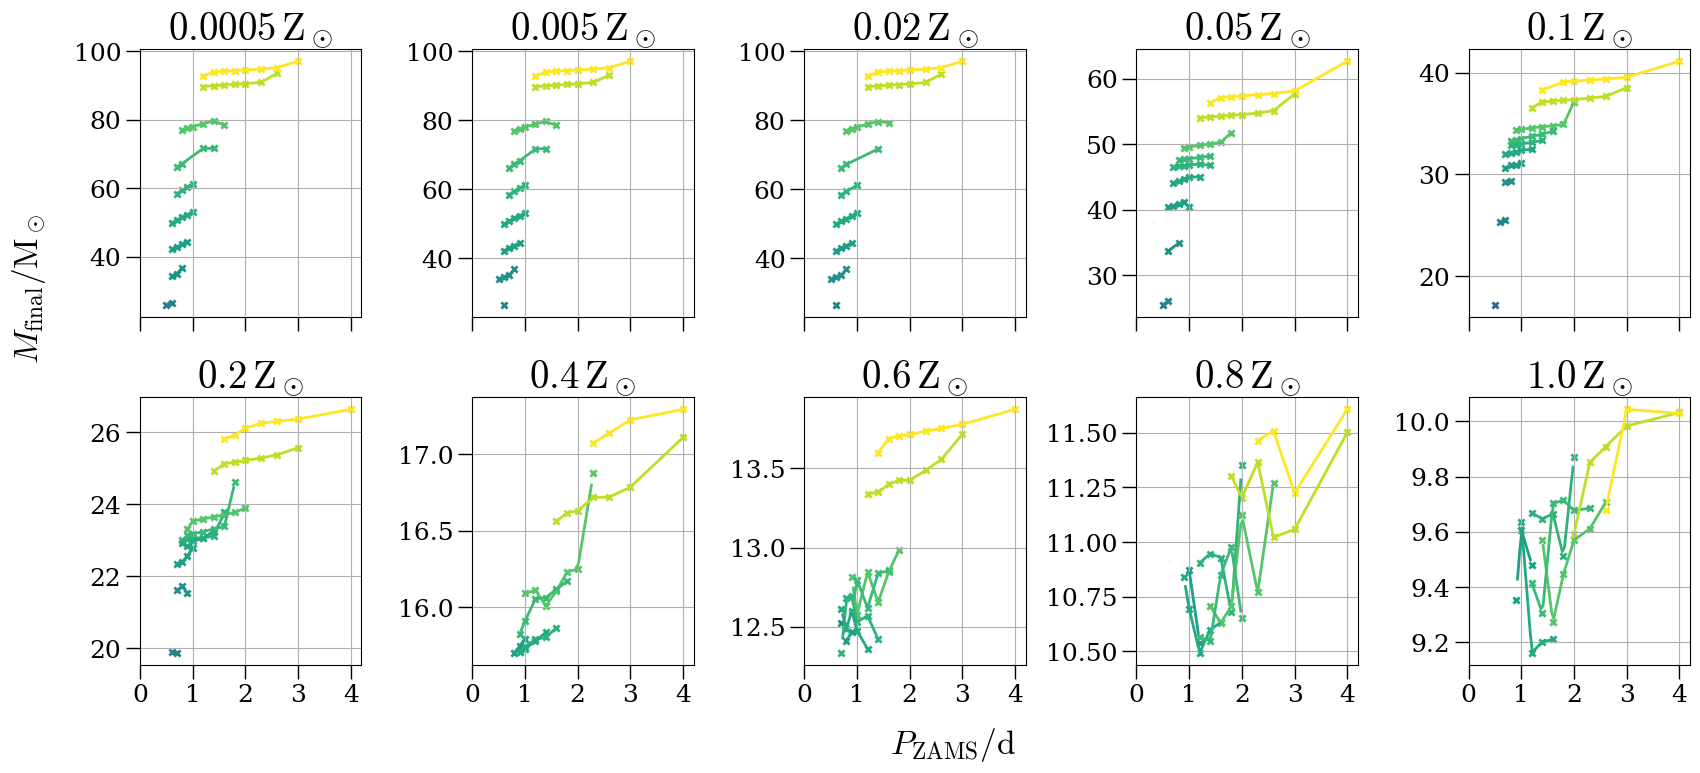 0.0005 Z⊙ 0.005 Z⊙ 0.02 Z⊙ 0.05 Z⊙ 0.1 Z⊙
100 100 100
80 80 80 60 40
60 60 60 50 30
40 40 40 40 20
30
M_final/M⊙
0.2 Z⊙ 0.4 Z⊙ 0.6 Z⊙ 0.8 Z⊙ 1.0 Z⊙
26 17.0 13.5 11.50 10.0
24 16.5 13.0 11.25 9.8
22 16.0 12.5 11.00 9.6
20 10.75 9.4
10.50 9.2
0 1 2 3 4 0 1 2 3 4 0 1 2 3 4 0 1 2 3 4 0 1 2 3 4
P_ZAMS/d